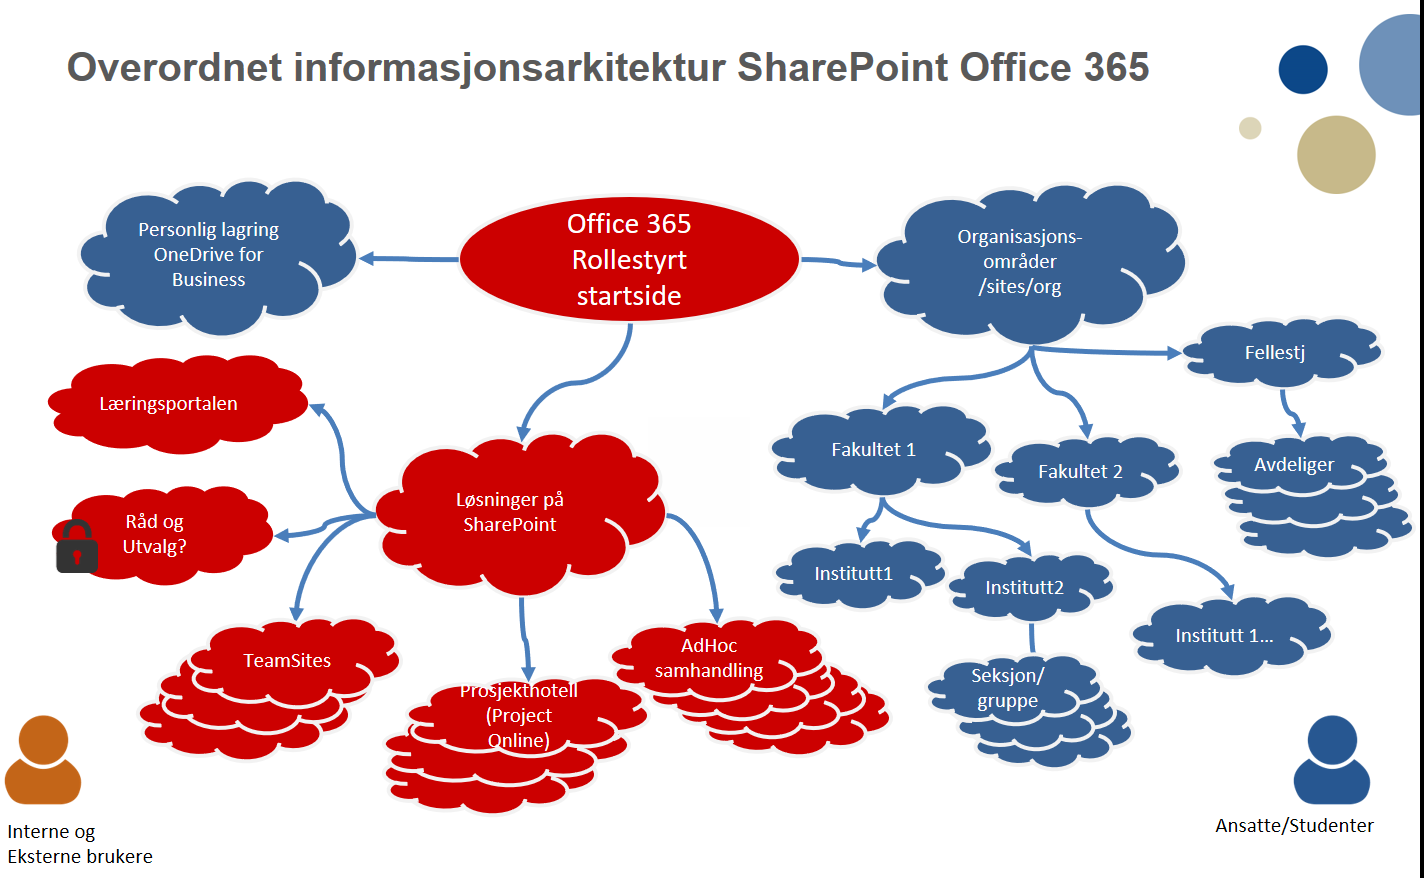 Overordnet informasjonsarkitektur SharePoint Office 365
Personlig lagring
OneDrive for
Business
Office 365
Rollestyrt
startside
Organisasjons-
områder
/sites/org
Fellestj
Læringsportalen
Fakultet 1
Fakultet 2
Avdeliger
Løsninger på
SharePoint
Råd og
Utvalg?
Institutt1
Institutt2
Institutt 1...
TeamSites
AdHoc
samhandling
Seksjon/
gruppe
Prosjekthotell
(Project
Online)
Interne og
Eksterne brukere
Ansatte/Studenter